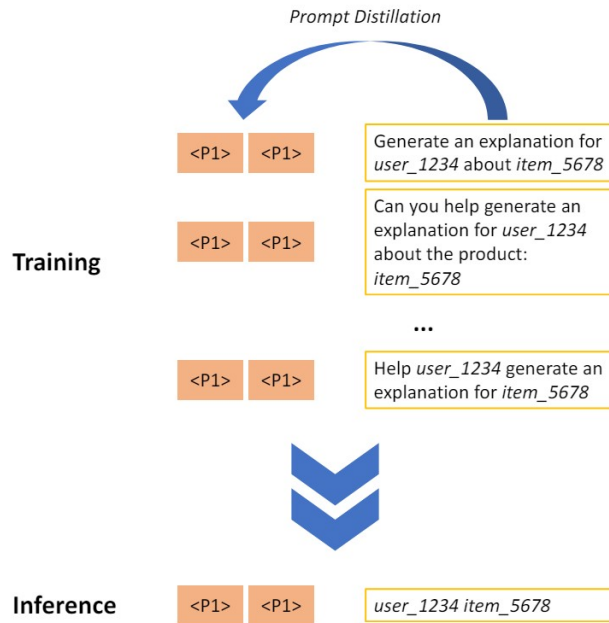 Prompt Distillation
<P1> <P1>
Generate an explanation for
user_1234 about item_5678
Training
<P1> <P1>
Can you help generate an
explanation for user_1234
about the product:
item_5678
...
<P1> <P1>
Help user_1234 generate an
explanation for item_5678
Inference
<P1> <P1>
user_1234 item_5678